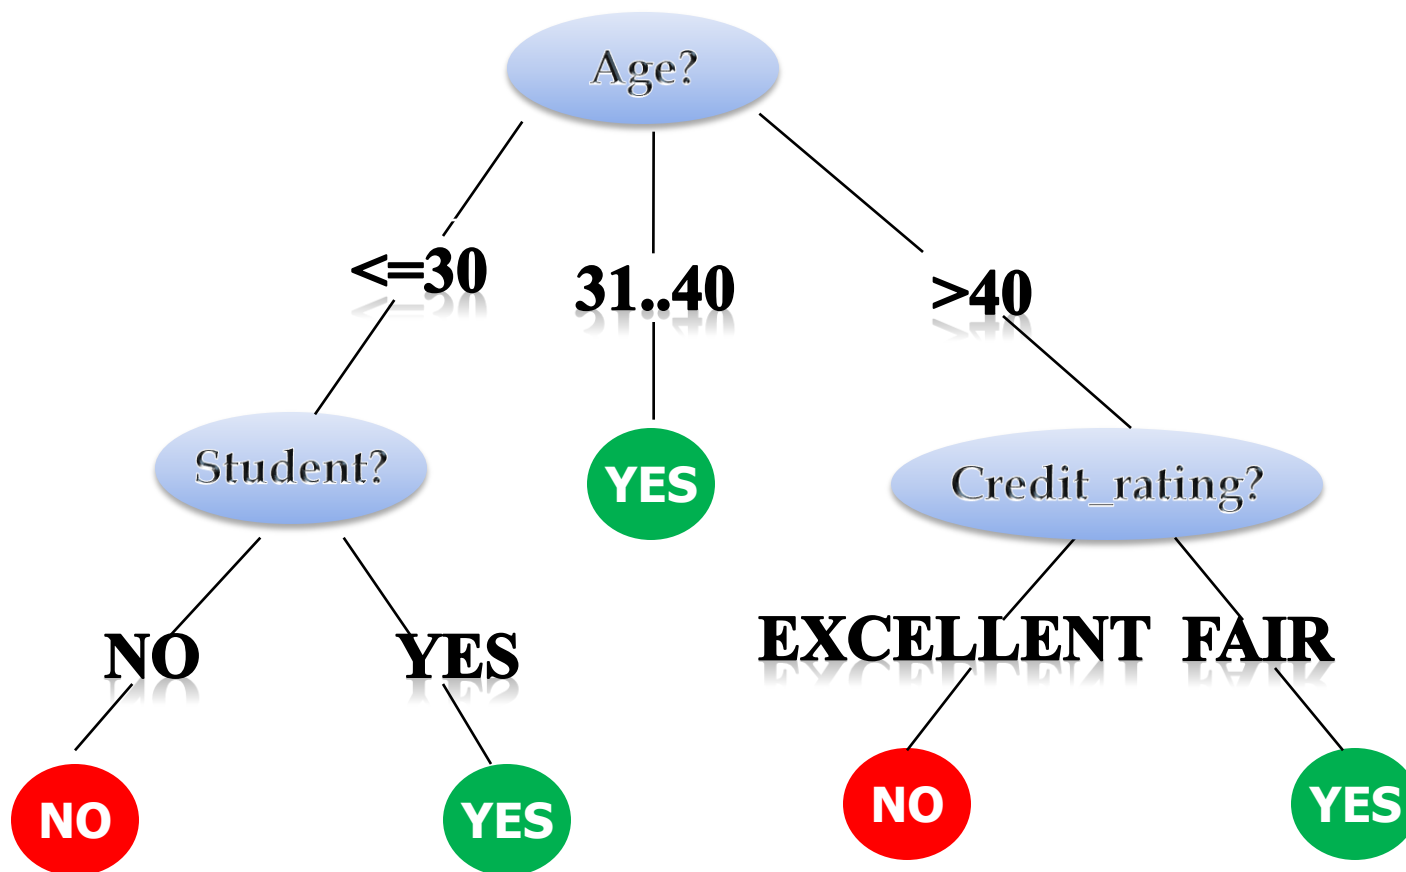 Age?
<=30
31..40
>40
Student?
YES
Credit_rating?
NO
YES
EXCELLENT
FAIR
NO
YES
NO
YES